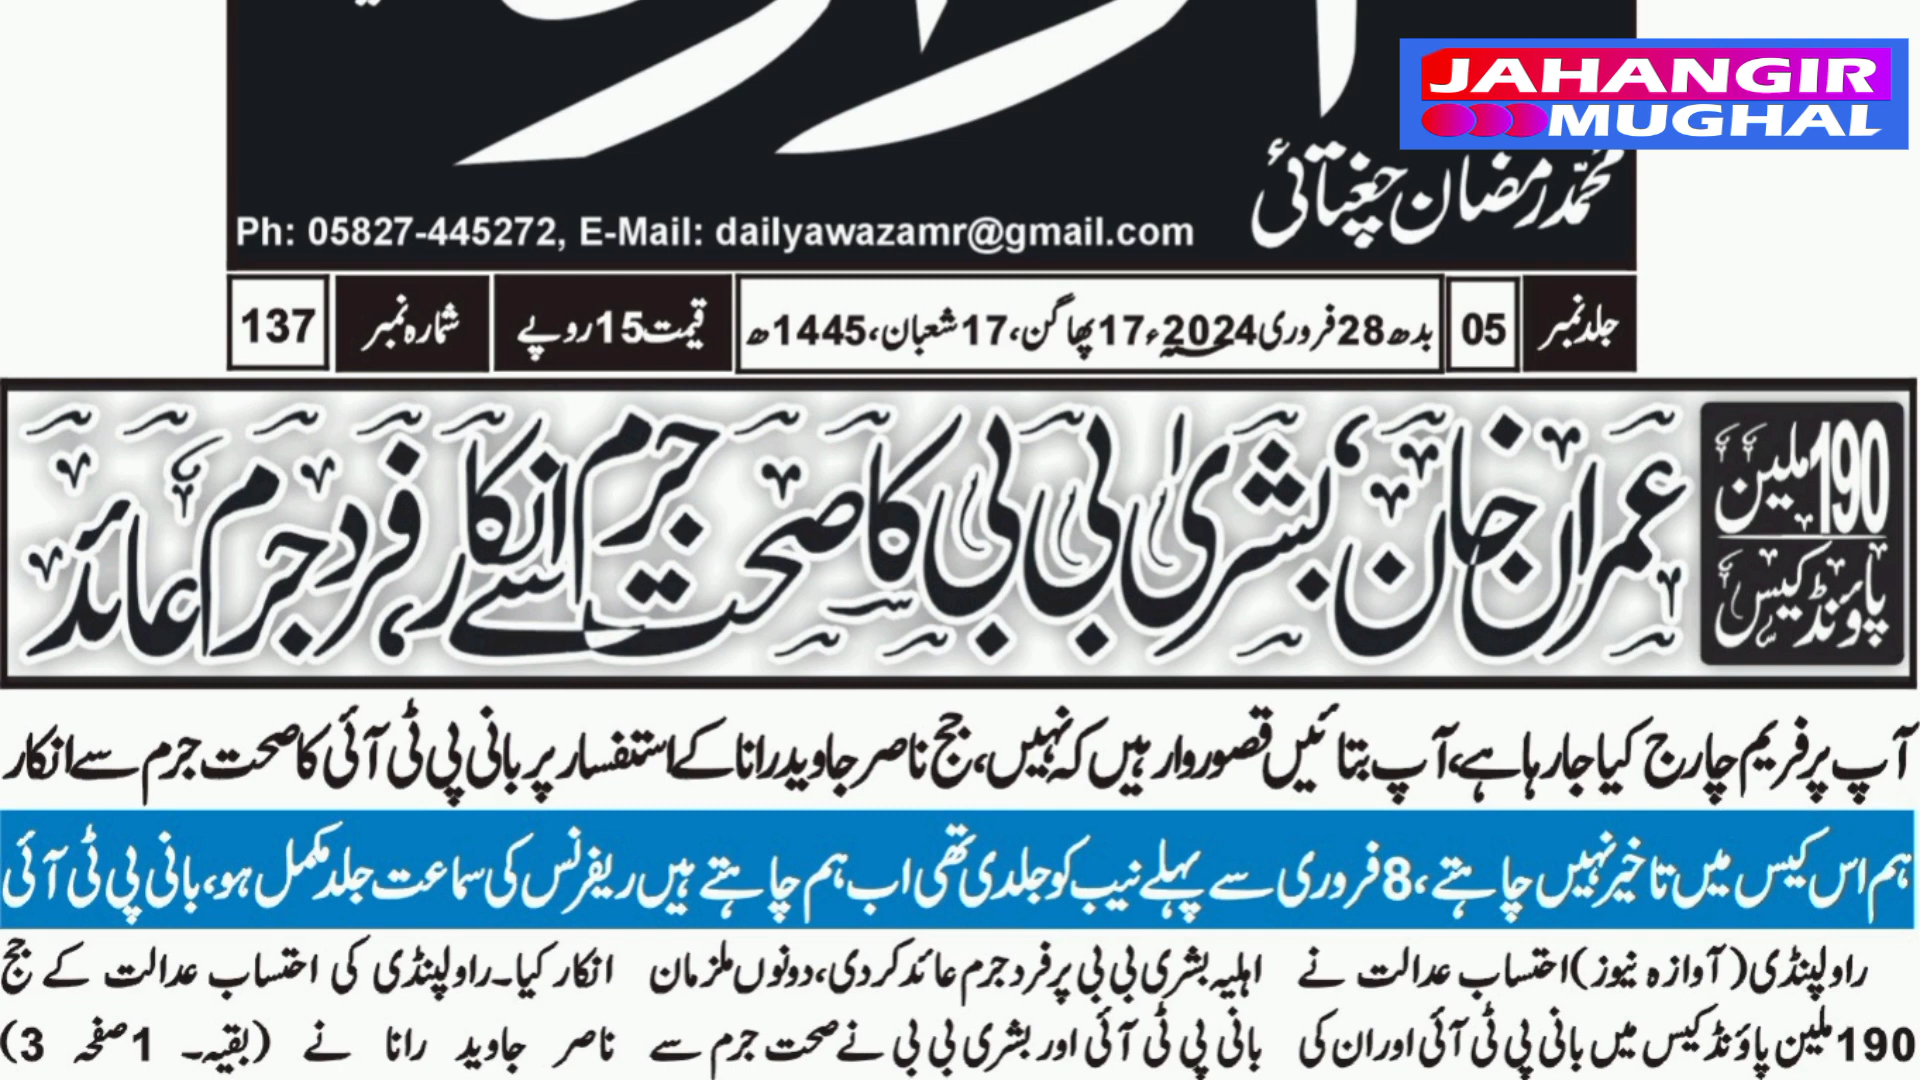 JAHANGIR
MUGHAL
محمد رمضان چغتائی
Ph: 05827-445272, E-Mail: dailyawazamr@gmail.com
جلد نمبر 05 بدھ 28 فروری 2024ء، 17 پھاگن، 17 شعبان، 1445ھ قیمت 15 روپے شمارہ نمبر 137
190 ملین
پاؤنڈ کیس
عمران خان، بشریٰ بی بی کا صحت جرم سے انکار، فرد جرم عائد
آپ پر فریم چارج کیا جا رہا ہے، آپ بتائیں قصوروار ہیں کہ نہیں، جج ناصر جاوید رانا کے استفسار پر بانی پی ٹی آئی کا صحت جرم سے انکار
ہم اس کیس میں تاخیر نہیں چاہتے، 8 فروری سے پہلے نیب کو جلدی تھی اب ہم چاہتے ہیں ریفرنس کی سماعت جلد مکمل ہو، بانی پی ٹی آئی
راولپنڈی (آوازہ نیوز) احتساب عدالت نے
190 ملین پاؤنڈ کیس میں بانی پی ٹی آئی اور ان کی
اہلیہ بشریٰ بی بی پر فرد جرم عائد کر دی، دونوں ملزمان
بانی پی ٹی آئی اور بشریٰ بی بی نے صحت جرم سے
انکار کیا۔ راولپنڈی کی احتساب عدالت کے جج
ناصر جاوید رانا نے (بقیہ۔ 1 صفحہ 3)